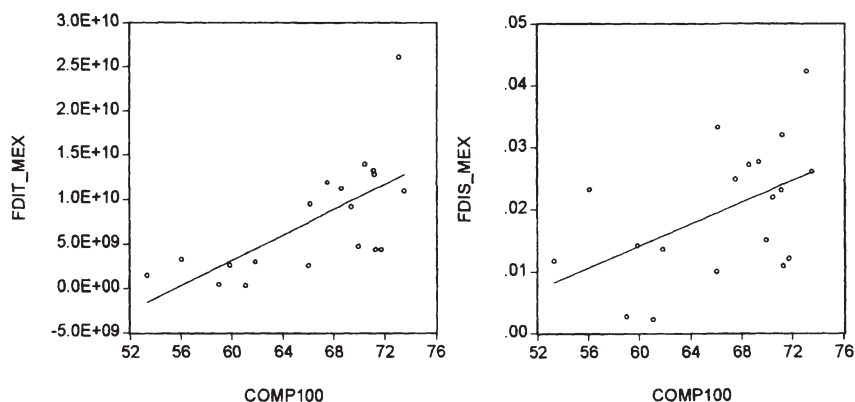 3.0E+10
2.5E+10
2.0E+10
1.5E+10
1.0E+10
5.0E+09
0.0E+00
-5.0E+09
FDIT_MEX
52 56 60 64 68 72 76
COMP100
.05
.04
.03
.02
.01
.00
FDIS_MEX
52 56 60 64 68 72 76
COMP100